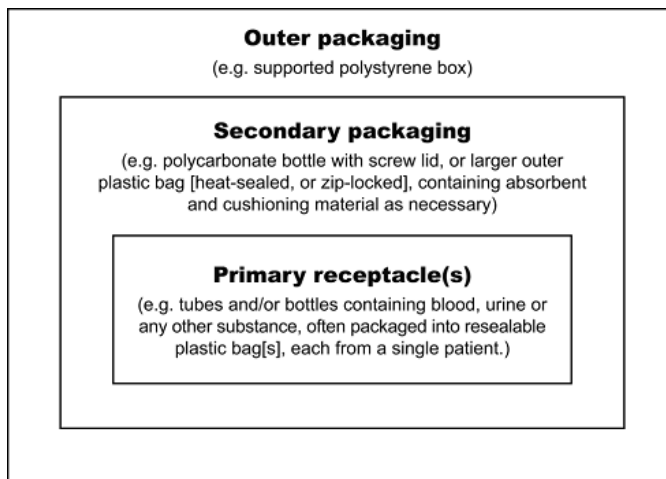 Outer packaging
(e.g. supported polystyrene box)
Secondary packaging
(e.g. polycarbonate bottle with screw lid, or larger outer
plastic bag [heat-sealed, or zip-locked], containing absorbent
and cushioning material as necessary)
Primary receptacle(s)
(e.g. tubes and/or bottles containing blood, urine or
any other substance, often packaged into resealable
plastic bag[s], each from a single patient.)